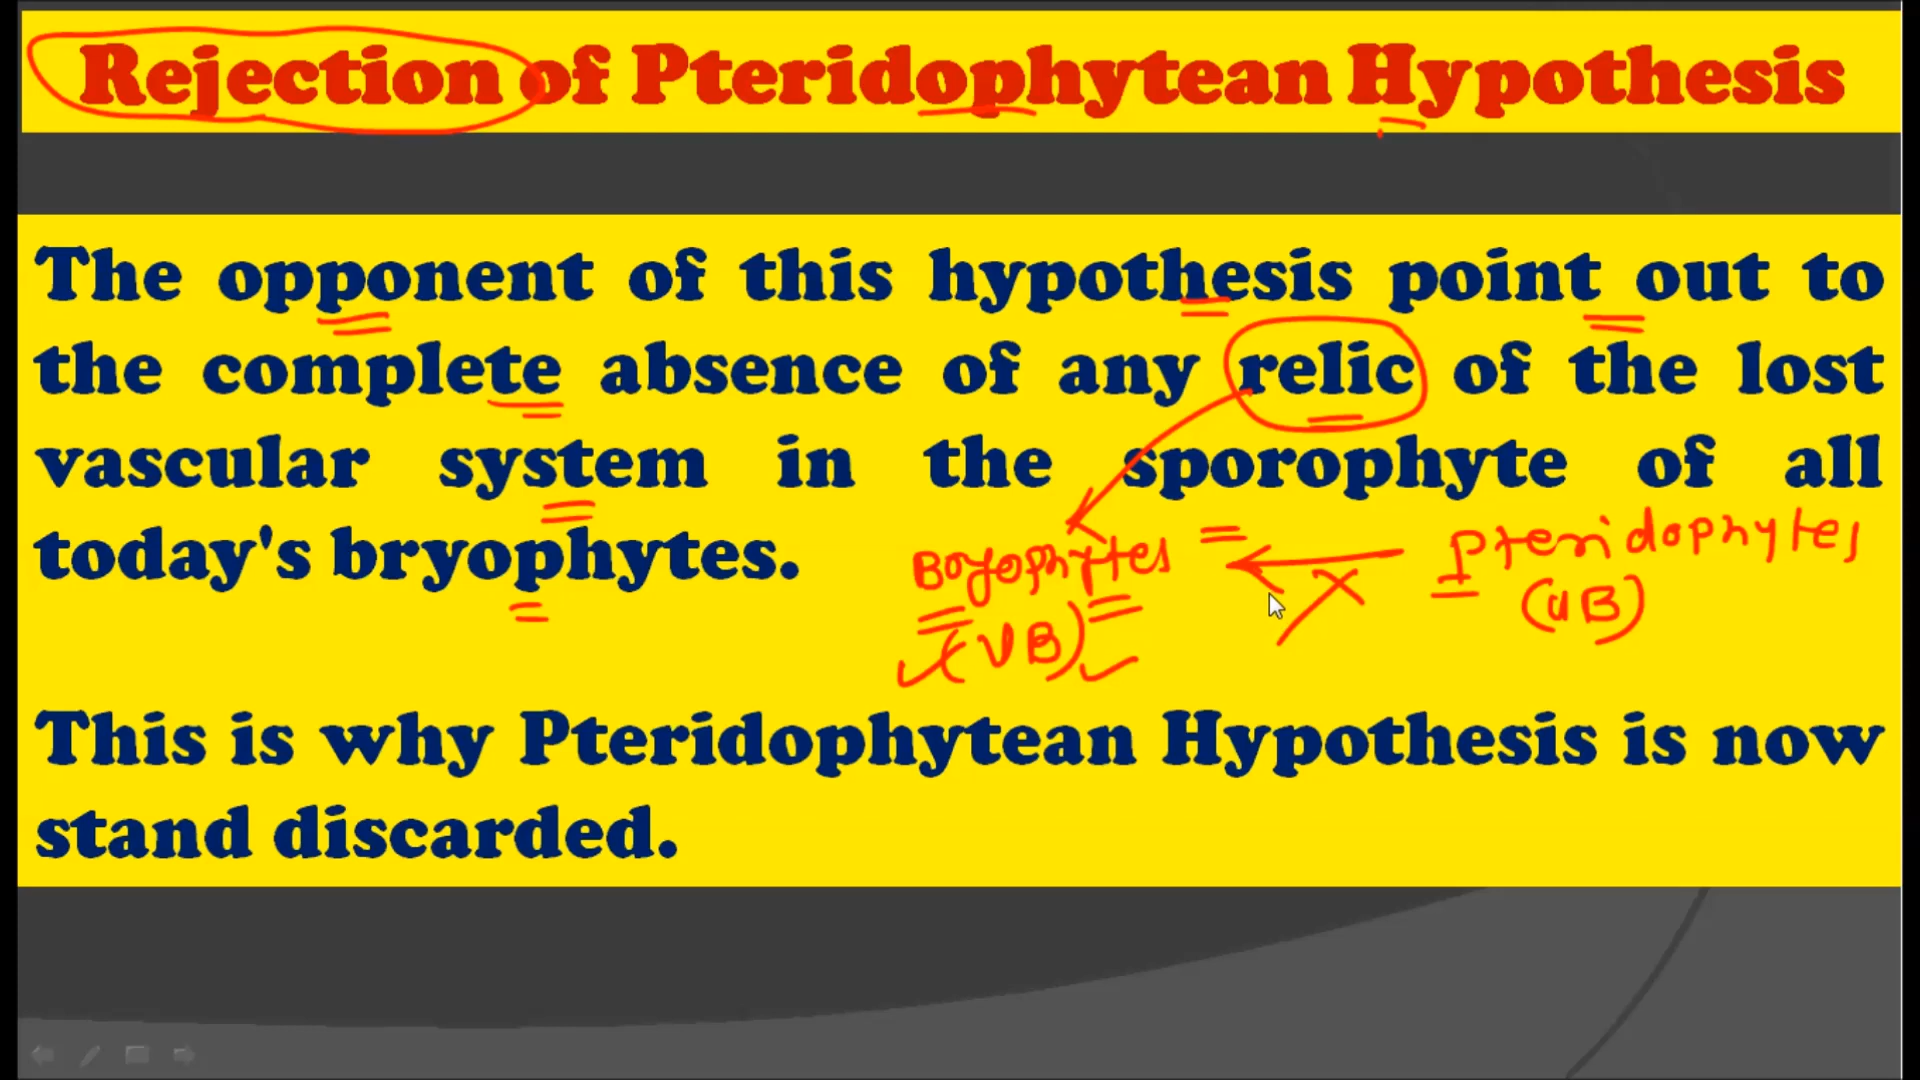 Rejection of Pteridophytean Hypothesis
The opponent of this hypothesis point out to
the complete absence of any relic of the lost
vascular system in the sporophyte of all
today's bryophytes.
Bryophytes = Pteridophytes
(VB) (VB)
This is why Pteridophytean Hypothesis is now
stand discarded.